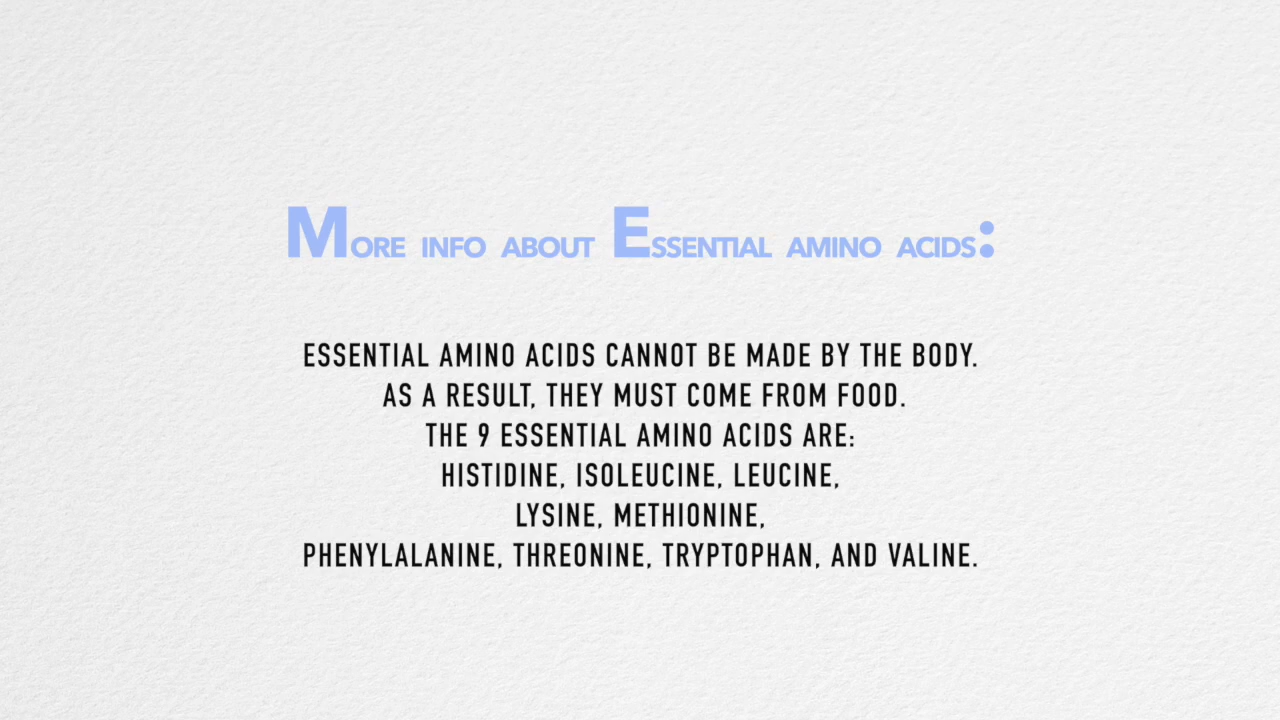 More info about Essential amino acids:
ESSENTIAL AMINO ACIDS CANNOT BE MADE BY THE BODY.
AS A RESULT, THEY MUST COME FROM FOOD.
THE 9 ESSENTIAL AMINO ACIDS ARE:
HISTIDINE, ISOLEUCINE, LEUCINE,
LYSINE, METHIONINE,
PHENYLALANINE, THREONINE, TRYPTOPHAN, AND VALINE.